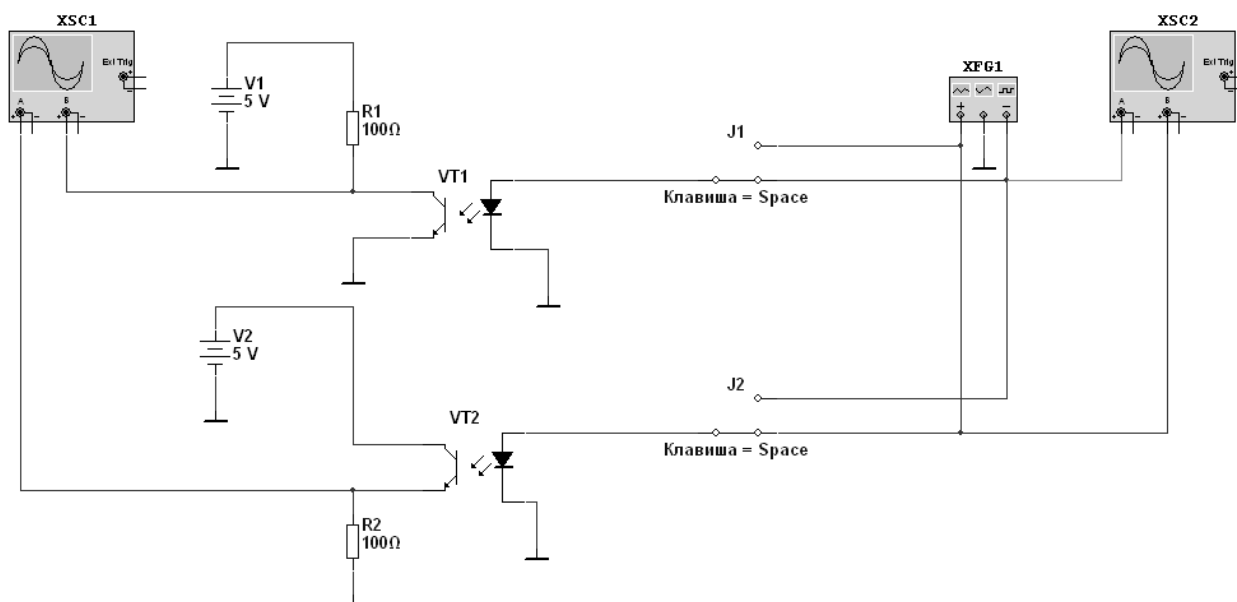 XSC1
XSC2
Ext Trig
+
-
A
B
+
-
+
-
V1
5 V
R1
100Ω
XFG1
+
-
Ext Trig
+
-
A
B
+
-
+
-
J1
VT1
Клавиша = Space
V2
5 V
J2
VT2
Клавиша = Space
R2
100Ω